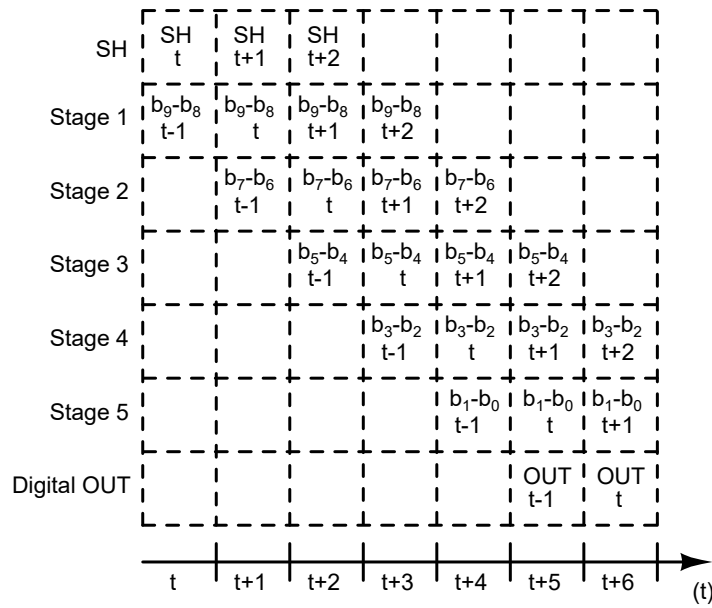 SH SH SH SH
t t+1 t+2
Stage 1 b₉-b₈ b₉-b₈ b₉-b₈ b₉-b₈
t-1 t t+1 t+2
Stage 2 b₇-b₆ b₇-b₆ b₇-b₆ b₇-b₆
t-1 t t+1 t+2
Stage 3 b₅-b₄ b₅-b₄ b₅-b₄ b₅-b₄
t-1 t t+1 t+2
Stage 4 b₃-b₂ b₃-b₂ b₃-b₂ b₃-b₂
t-1 t t+1 t+2
Stage 5 b₁-b₀ b₁-b₀ b₁-b₀
t-1 t t+1
Digital OUT OUT OUT
t-1 t
t t+1 t+2 t+3 t+4 t+5 t+6 (t)